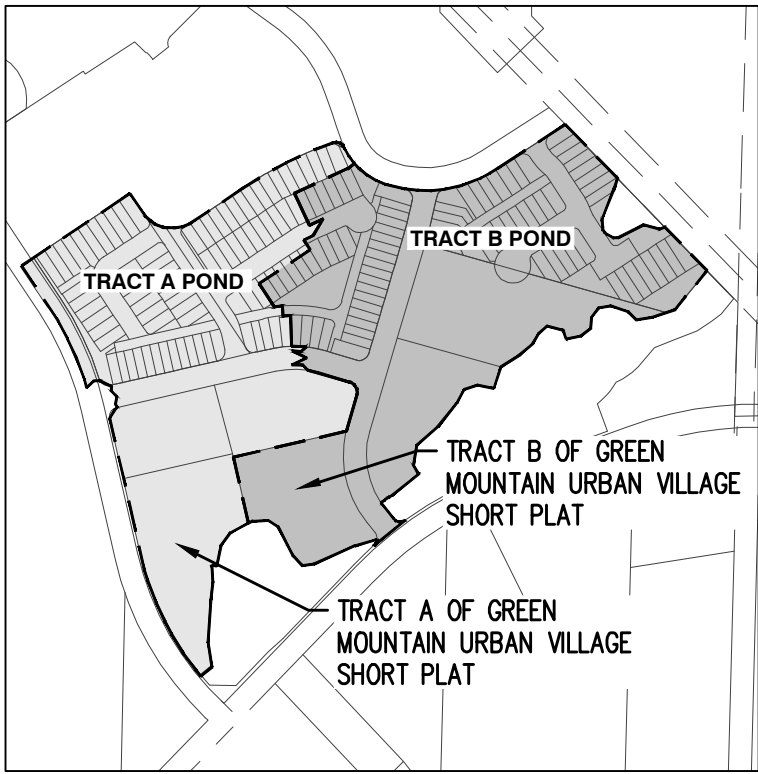 TRACT A POND
TRACT B POND
TRACT B OF GREEN
MOUNTAIN URBAN VILLAGE
SHORT PLAT
TRACT A OF GREEN
MOUNTAIN URBAN VILLAGE
SHORT PLAT